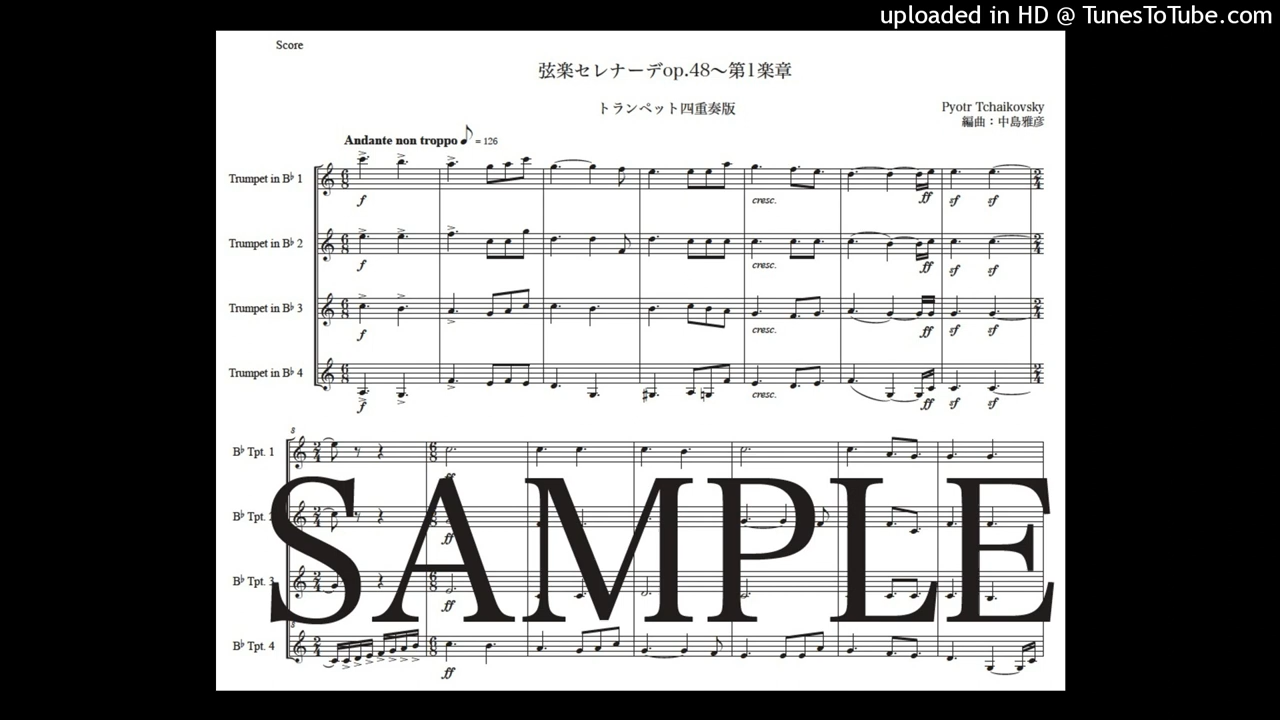 uploaded in HD @ TunesToTube.com
Score
弦楽セレナーデop.48～第1楽章
トランペット四重奏版
Pyotr Tchaikovsky
編曲：中島雅彦
Andante non troppo ♪ = 126
Trumpet in B♭ 1
f
cresc.
ff
sf
sf
Trumpet in B♭ 2
f
cresc.
ff
sf
sf
Trumpet in B♭ 3
f
cresc.
ff
sf
sf
Trumpet in B♭ 4
f
cresc.
ff
sf
sf
8
B♭ Tpt. 1
ff
B♭ Tpt. 2
ff
B♭ Tpt. 3
ff
B♭ Tpt. 4
ff
SAMPLE